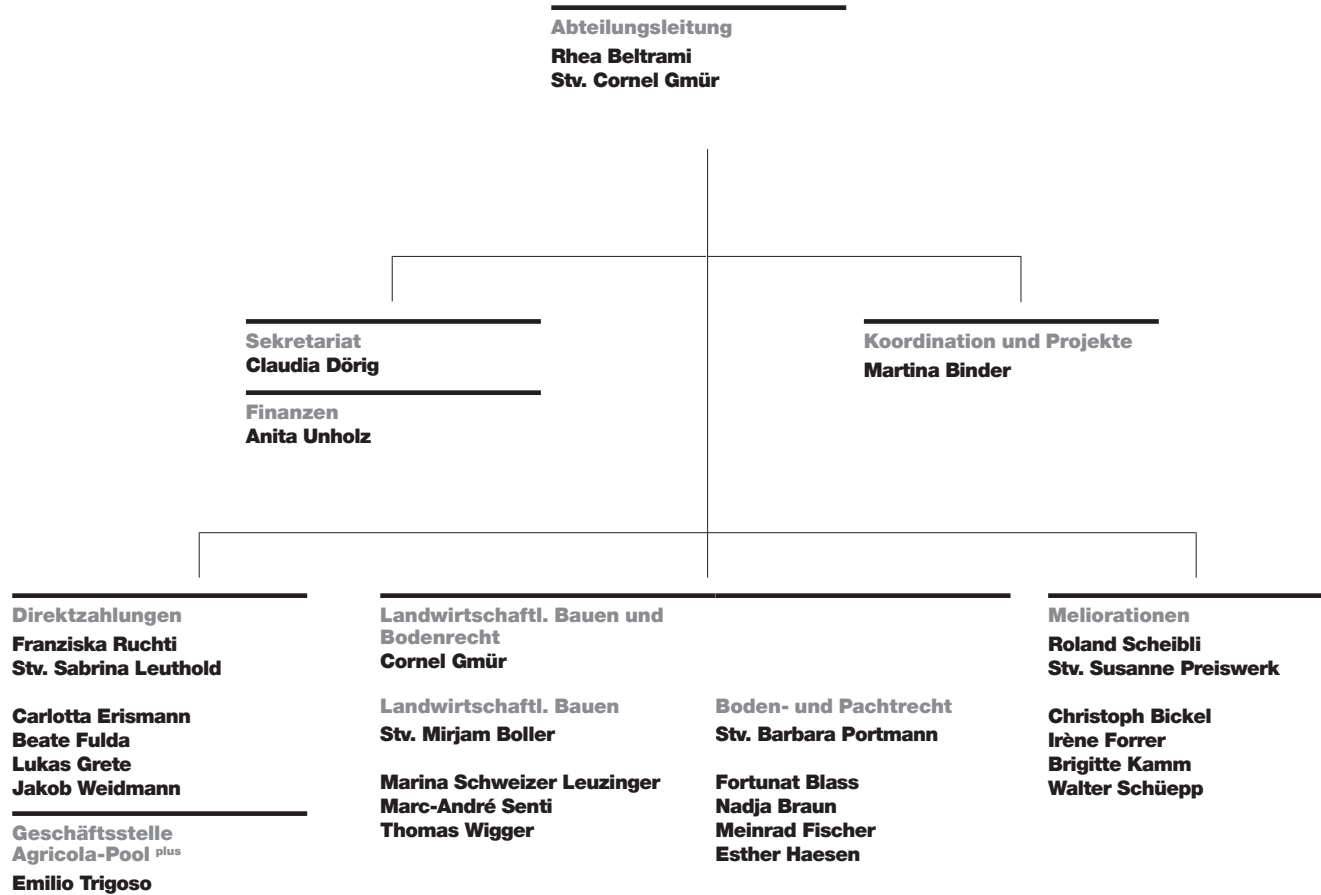 Abteilungsleitung
Rhea Beltrami
Stv. Cornel Gmür
Sekretariat
Claudia Dörig
Finanzen
Anita Unholz
Koordination und Projekte
Martina Binder
Direktzahlungen
Franziska Ruchti
Stv. Sabrina Leuthold
Carlotta Erismann
Beate Fulda
Lukas Grete
Jakob Weidmann
Geschäftsstelle
Agricola-Pool plus
Emilio Trigoso
Landwirtschaftl. Bauen und
Bodenrecht
Cornel Gmür
Landwirtschaftl. Bauen
Stv. Mirjam Boller
Marina Schweizer Leuzinger
Marc-André Senti
Thomas Wigger
Boden- und Pachtrecht
Stv. Barbara Portmann
Fortunat Blass
Nadja Braun
Meinrad Fischer
Esther Haesen
Meliorationen
Roland Scheibli
Stv. Susanne Preiswerk
Christoph Bickel
Irène Forrer
Brigitte Kamm
Walter Schüepp